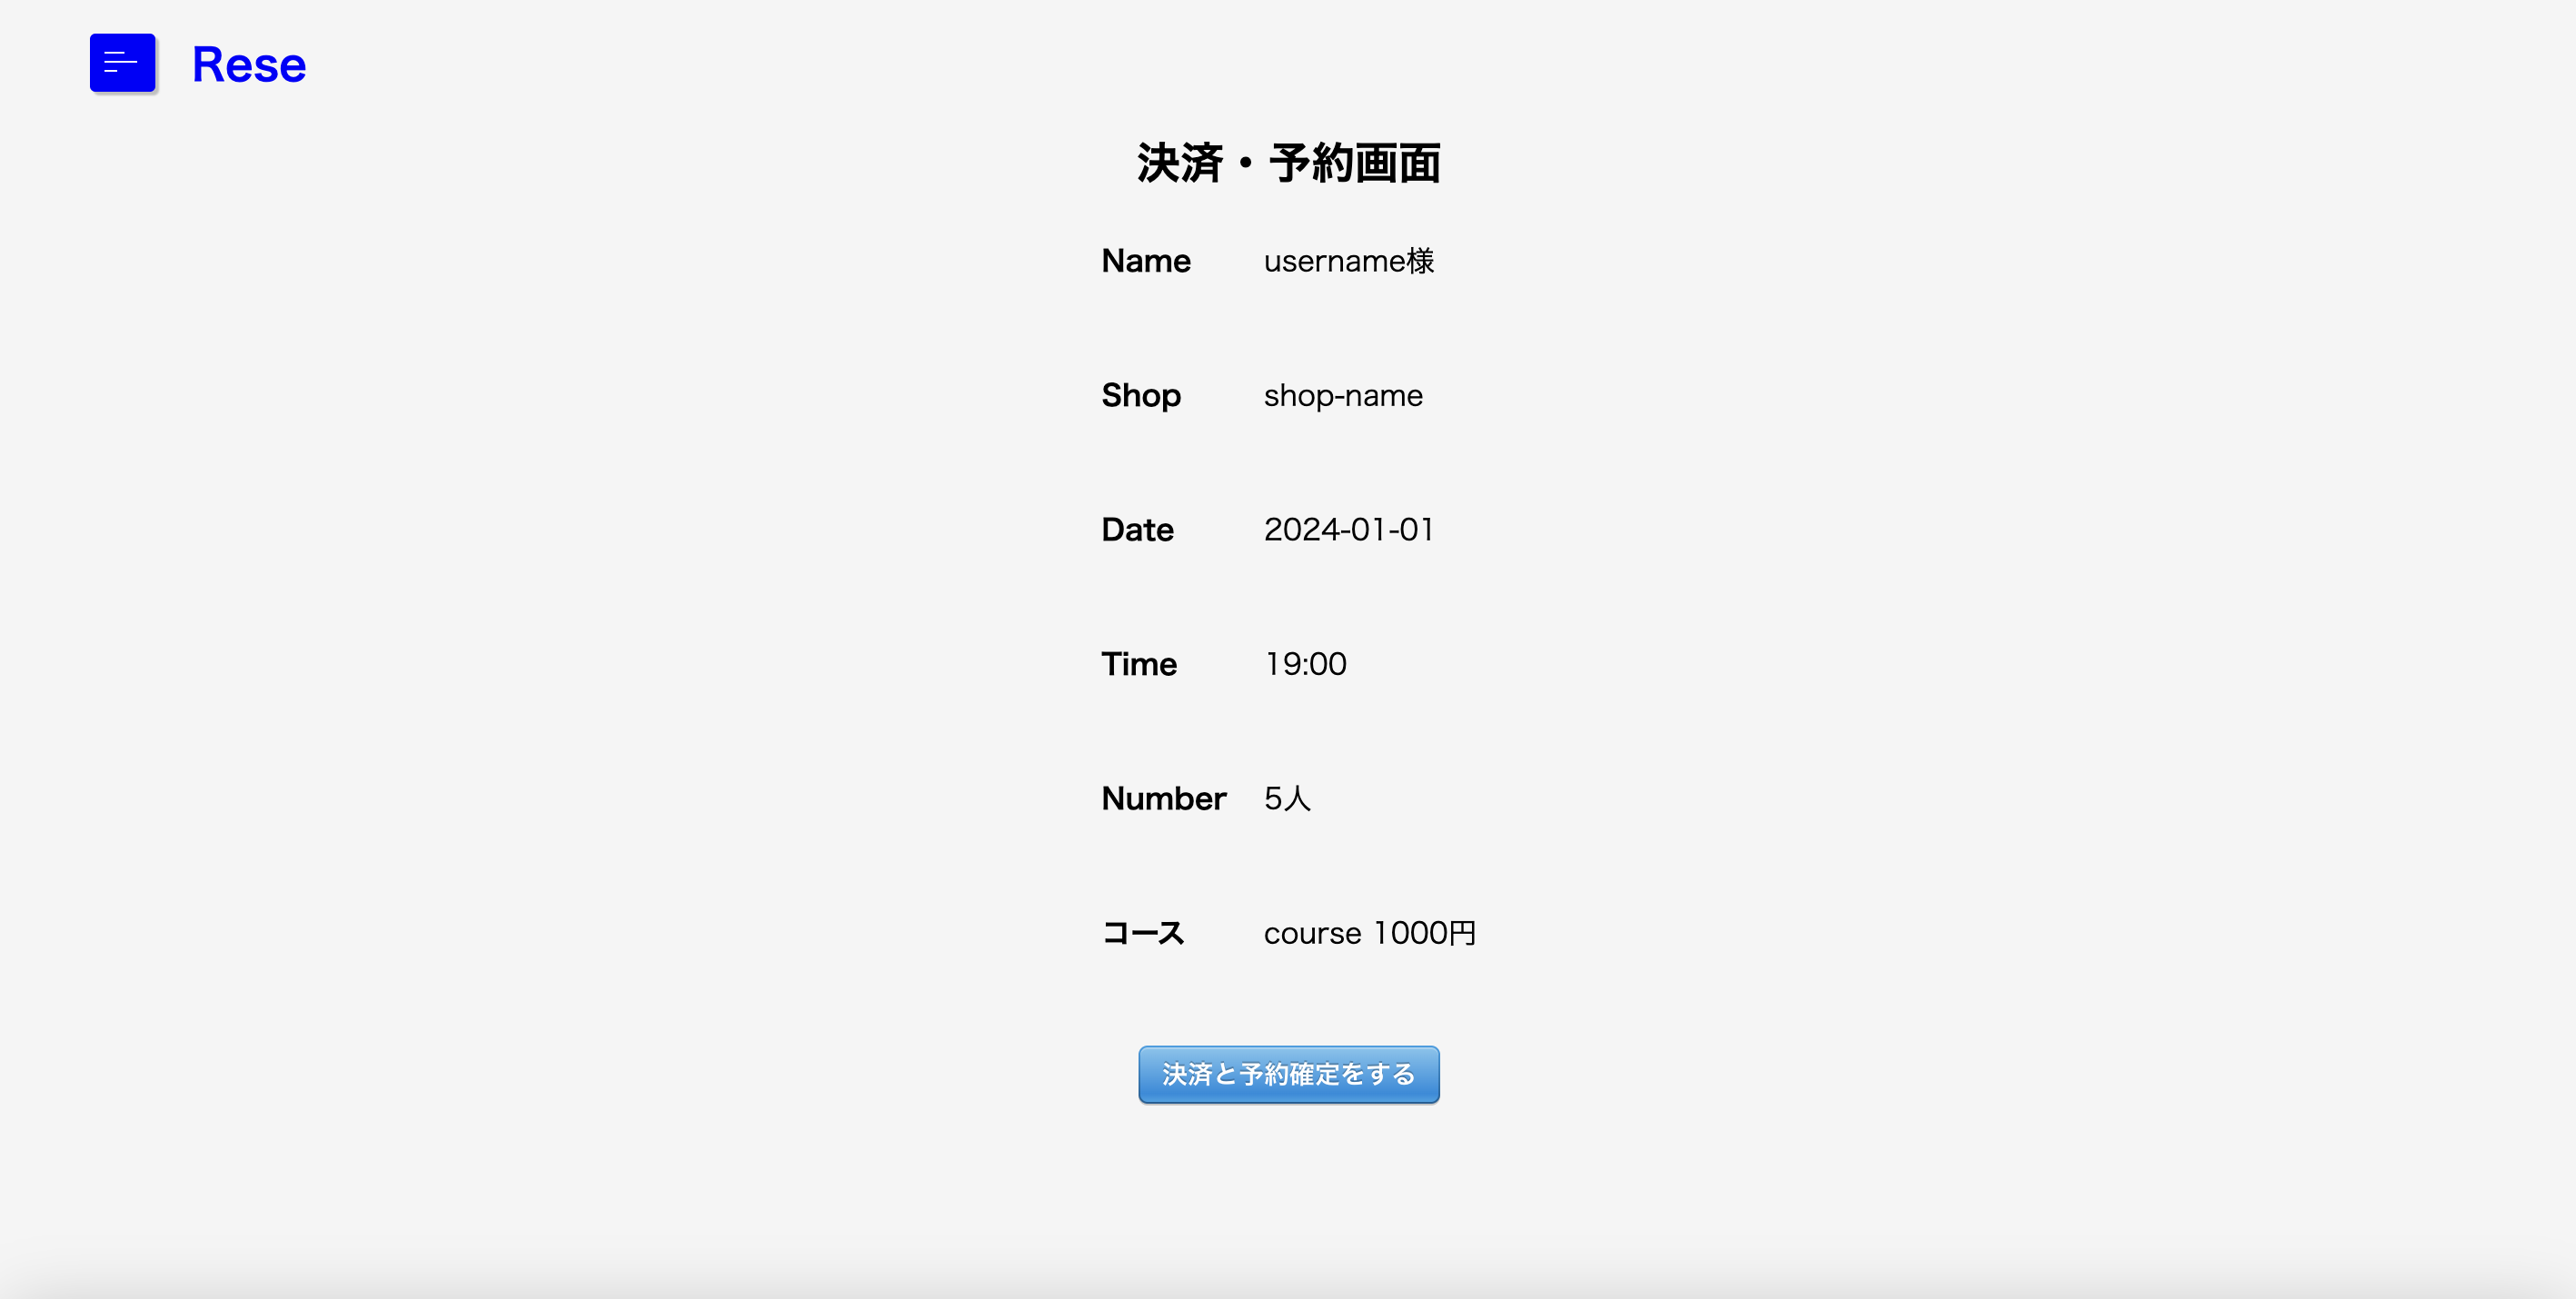 Rese
決済・予約画面
Name username様
Shop shop-name
Date 2024-01-01
Time 19:00
Number 5人
コース course 1000円
決済と予約確定をする